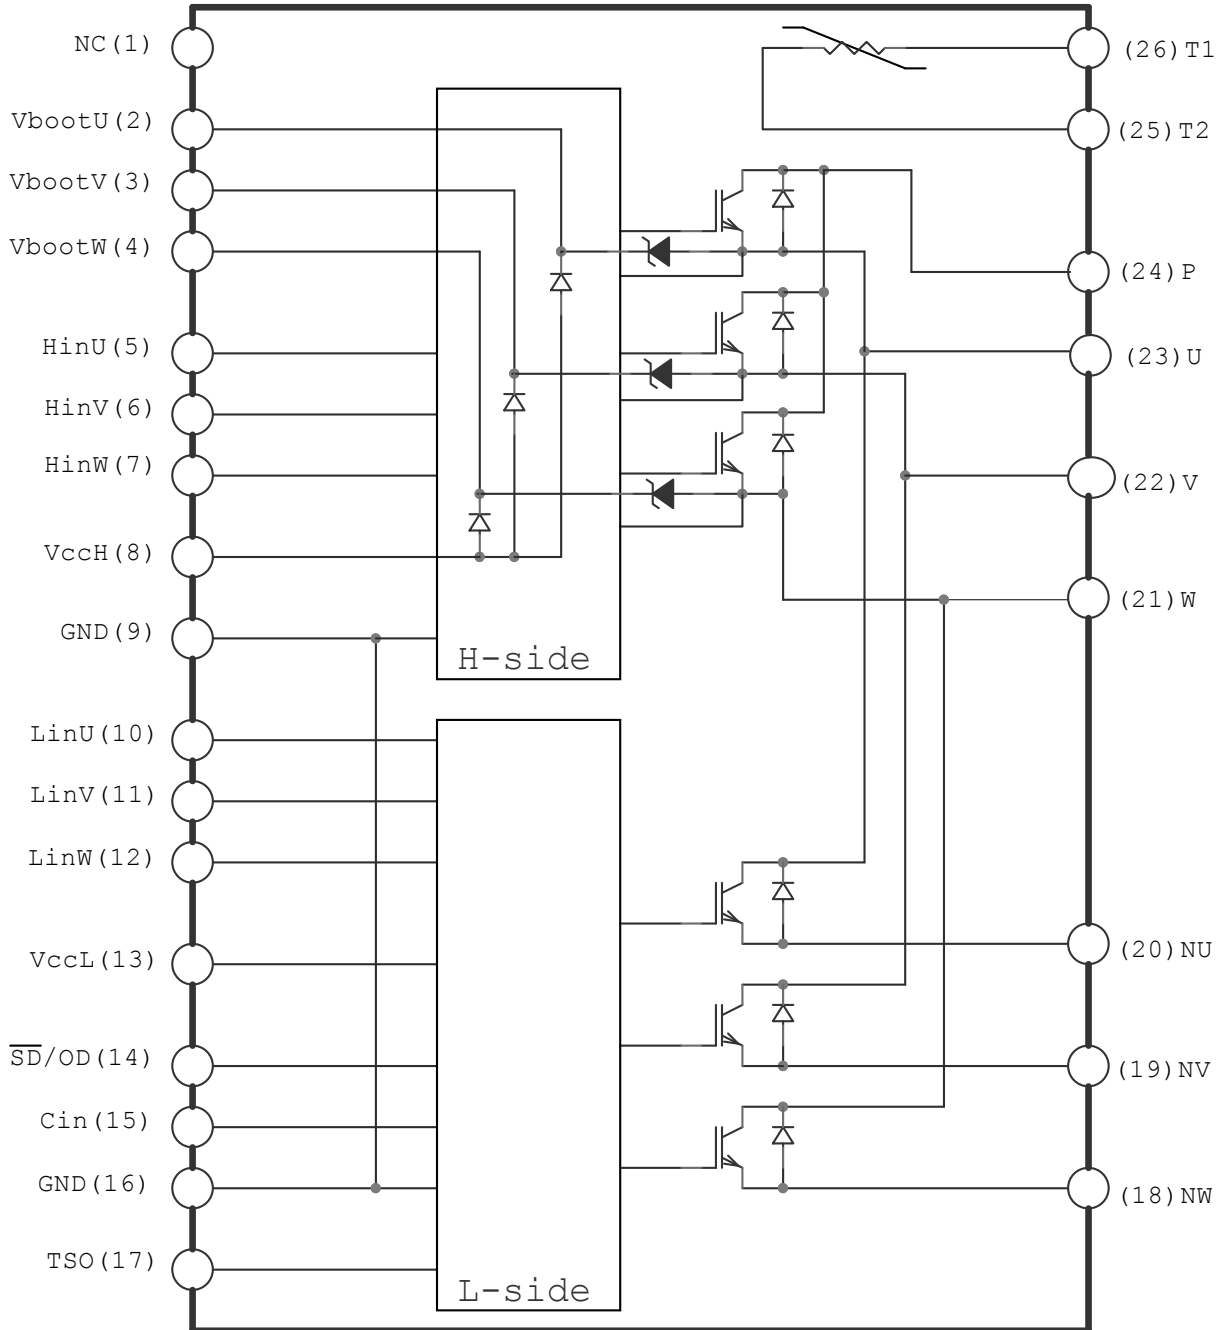 NC(1)
VbootU(2)
VbootV(3)
VbootW(4)
HinU(5)
HinV(6)
HinW(7)
VccH(8)
GND(9)
LinU(10)
LinV(11)
LinW(12)
VccL(13)
S̅D̅/OD(14)
Cin(15)
GND(16)
TSO(17)
H-side
L-side
(26)T1
(25)T2
(24)P
(23)U
(22)V
(21)W
(20)NU
(19)NV
(18)NW